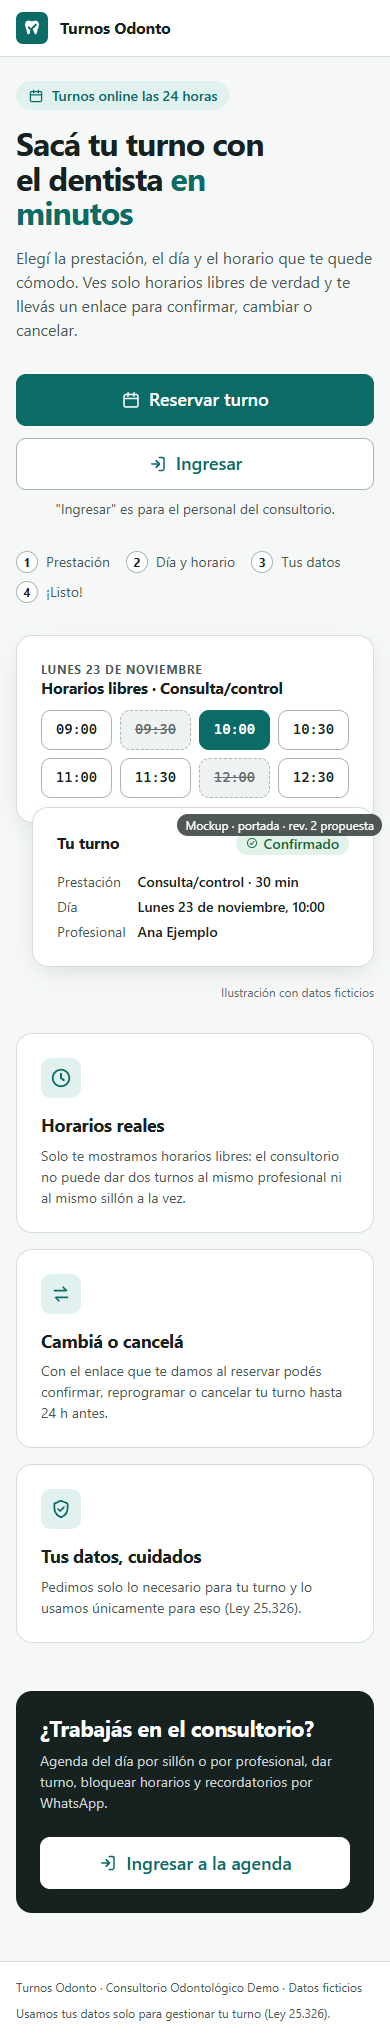 Turnos Odonto
Turnos online las 24 horas
Sacá tu turno con
el dentista en
minutos
Elegí la prestación, el día y el horario que te quede
cómodo. Ves solo horarios libres de verdad y te
llevás un enlace para confirmar, cambiar o
cancelar.
Reservar turno
Ingresar
"Ingresar" es para el personal del consultorio.
1 Prestación 2 Día y horario 3 Tus datos
4 ¡Listo!
LUNES 23 DE NOVIEMBRE
Horarios libres · Consulta/control
09:00 09:30 10:00 10:30
11:00 11:30 12:00 12:30
Mockup · portada · rev. 2 propuesta
Tu turno Confirmado
Prestación Consulta/control · 30 min
Día Lunes 23 de noviembre, 10:00
Profesional Ana Ejemplo
Ilustración con datos ficticios
Horarios reales
Solo te mostramos horarios libres: el consultorio
no puede dar dos turnos al mismo profesional ni
al mismo sillón a la vez.
Cambiá o cancelá
Con el enlace que te damos al reservar podés
confirmar, reprogramar o cancelar tu turno hasta
24 h antes.
Tus datos, cuidados
Pedimos solo lo necesario para tu turno y lo
usamos únicamente para eso (Ley 25.326).
¿Trabajás en el consultorio?
Agenda del día por sillón o por profesional, dar
turno, bloquear horarios y recordatorios por
WhatsApp.
Ingresar a la agenda
Turnos Odonto · Consultorio Odontológico Demo · Datos ficticios
Usamos tus datos solo para gestionar tu turno (Ley 25.326).